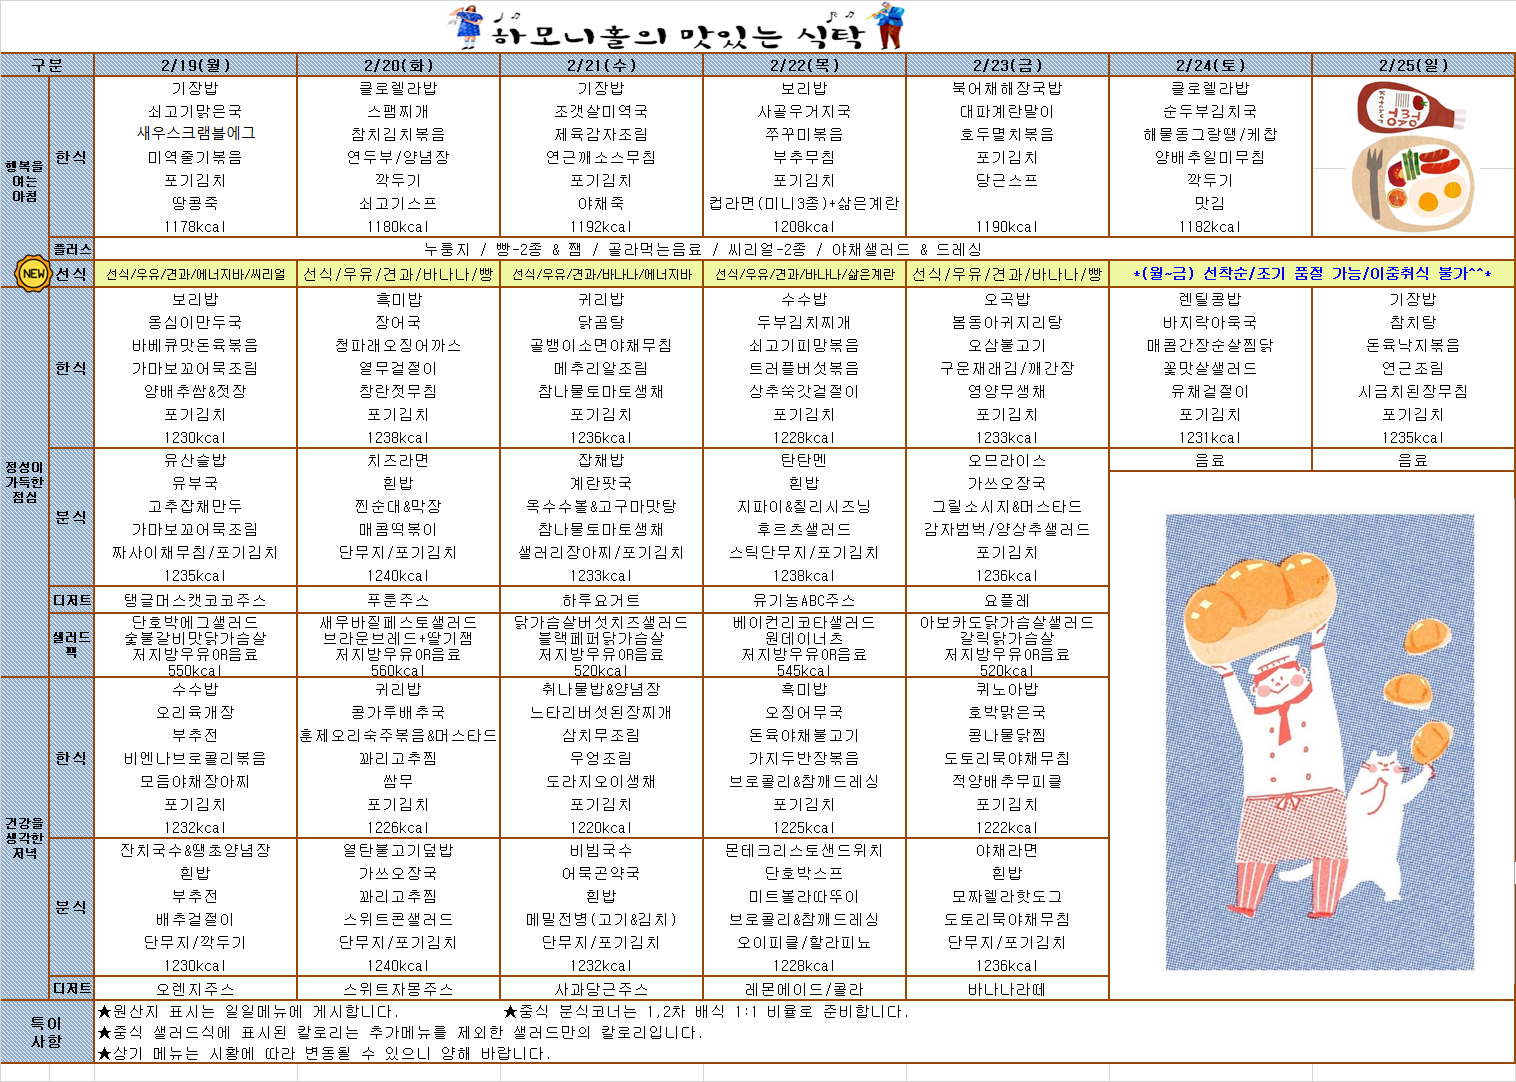 하모니홀의 맛있는 식탁
구분 2/19(월) 2/20(화) 2/21(수) 2/22(목) 2/23(금) 2/24(토) 2/25(일)
기장밥 클로렐라밥 기장밥 보리밥 북어채해장국밥 클로렐라밥
쇠고기맑은국 스팸찌개 조갯살미역국 사골우거지국 대파계란말이 순두부김치국
새우스크램블에그 참치김치볶음 제육감자조림 쭈꾸미볶음 호두멸치볶음 해물동그랑땡/케찹
행복을 여는 아침 한식 미역줄기볶음 연두부/양념장 연근깨소스무침 부추무침 포기김치 양배추일미무침
포기김치 깍두기 포기김치 포기김치 당근스프 깍두기
땅콩죽 쇠고기스프 야채죽 컵라면(미니3종)+삶은계란 맛김
1178kcal 1180kcal 1192kcal 1208kcal 1190kcal 1182kcal
Ketchup TOMATO
플러스 누룽지 / 빵-2종 & 쨈 / 골라먹는음료 / 씨리얼-2종 / 야채샐러드 & 드레싱
NEW 선식 선식/우유/견과/에너지바/씨리얼 선식/우유/견과/바나나/빵 선식/우유/견과/바나나/에너지바 선식/우유/견과/바나나/삶은계란 선식/우유/견과/바나나/빵 *(월~금) 선착순/조기 품절 가능/이중취식 불가^^*
보리밥 흑미밥 귀리밥 수수밥 오곡밥 렌틸콩밥 기장밥
옹심이만두국 장어국 닭곰탕 두부김치찌개 봄동아귀지리탕 바지락아욱국 참치탕
바베큐맛돈육볶음 청파래오징어까스 골뱅이소면야채무침 쇠고기피망볶음 오삼불고기 매콤간장순살찜닭 돈육낙지볶음
한식 가마보꼬어묵조림 열무겉절이 메추리알조림 트러플버섯볶음 구운재래김/깨간장 꽃맛살샐러드 연근조림
양배추쌈&젓장 창란젓무침 참나물토마토생채 상추쑥갓겉절이 영양무생채 유채겉절이 시금치된장무침
포기김치 포기김치 포기김치 포기김치 포기김치 포기김치 포기김치
1230kcal 1238kcal 1236kcal 1228kcal 1233kcal 1231kcal 1235kcal
정성이 가득한 점심
유산슬밥 치즈라면 잡채밥 탄탄멘 오므라이스 음료 음료
유부국 흰밥 계란팟국 흰밥 가쓰오장국
분식 고추잡채만두 찐순대&막장 옥수수볼&고구마맛탕 지파이&칠리시즈닝 그릴소시지&머스타드
가마보꼬어묵조림 매콤떡볶이 참나물토마토생채 후르츠샐러드 감자범벅/양상추샐러드
짜사이채무침/포기김치 단무지/포기김치 샐러리장아찌/포기김치 스틱단무지/포기김치 포기김치
1235kcal 1240kcal 1233kcal 1238kcal 1236kcal
디저트 탱글머스캣코코주스 푸룬주스 하루요거트 유기농ABC주스 요플레
단호박에그샐러드 새우바질페스토샐러드 닭가슴살버섯치즈샐러드 베이컨리코타샐러드 아보카도닭가슴살샐러드
샐러드 팩 숯불갈비맛닭가슴살 브라운브레드+딸기잼 블랙페퍼닭가슴살 원데이너츠 갈릭닭가슴살
저지방우유OR음료 저지방우유OR음료 저지방우유OR음료 저지방우유OR음료 저지방우유OR음료
550kcal 560kcal 520kcal 545kcal 520kcal
수수밥 귀리밥 취나물밥&양념장 흑미밥 퀴노아밥
오리육개장 콩가루배추국 느타리버섯된장찌개 오징어무국 호박맑은국
부추전 훈제오리숙주볶음&머스타드 삼치무조림 돈육야채불고기 콩나물닭찜
한식 비엔나브로콜리볶음 꽈리고추찜 우엉조림 가지두반장볶음 도토리묵야채무침
모듬야채장아찌 쌈무 도라지오이생채 브로콜리&참깨드레싱 적양배추무피클
포기김치 포기김치 포기김치 포기김치 포기김치
1232kcal 1226kcal 1220kcal 1225kcal 1222kcal
건강을 생각한 저녁
잔치국수&땡초양념장 열탄불고기덮밥 비빔국수 몬테크리스토샌드위치 야채라면
흰밥 가쓰오장국 어묵곤약국 단호박스프 흰밥
분식 부추전 꽈리고추찜 흰밥 미트볼라따뚜이 모짜렐라핫도그
배추겉절이 스위트콘샐러드 메밀전병(고기&김치) 브로콜리&참깨드레싱 도토리묵야채무침
단무지/깍두기 단무지/포기김치 단무지/포기김치 오이피클/할라피뇨 단무지/포기김치
1230kcal 1240kcal 1232kcal 1228kcal 1236kcal
디저트 오렌지주스 스위트자몽주스 사과당근주스 레몬에이드/콜라 바나나라떼
특이 사항
★원산지 표시는 일일메뉴에 게시합니다. ★중식 분식코너는 1,2차 배식 1:1 비율로 준비합니다.
★중식 샐러드식에 표시된 칼로리는 추가메뉴를 제외한 샐러드만의 칼로리입니다.
★상기 메뉴는 시황에 따라 변동될 수 있으니 양해 바랍니다.